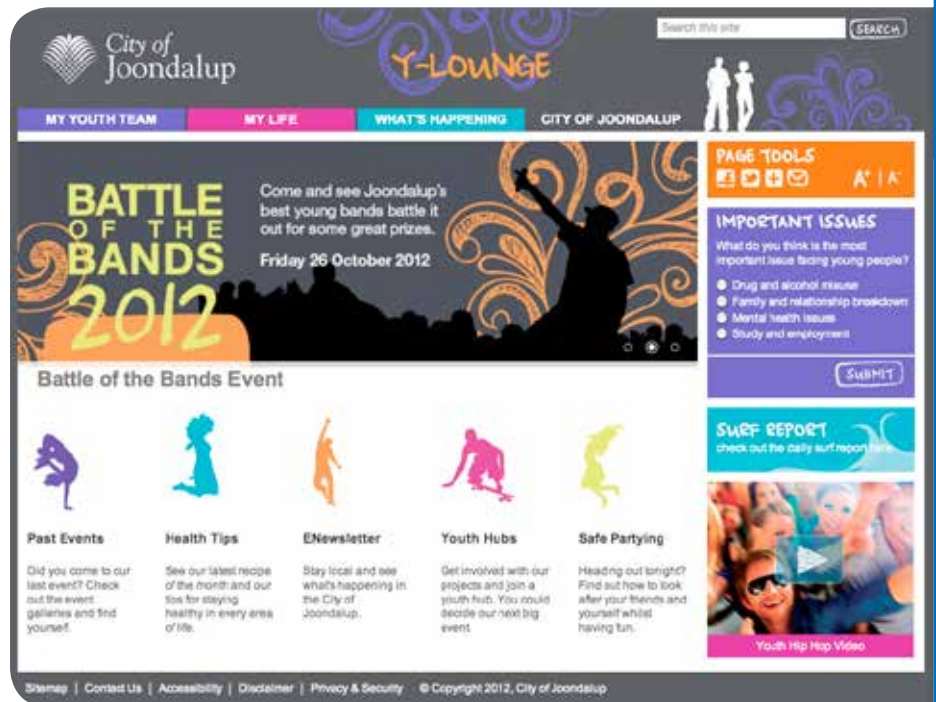 City of
Joondalup
Y-LOUNGE
Search this site
SEARCH
MY YOUTH TEAM
MY LIFE
WHAT'S HAPPENING
CITY OF JOONDALUP
BATTLE
OF THE
BANDS
2012
Come and see Joondalup's
best young bands battle it
out for some great prizes.
Friday 26 October 2012
Battle of the Bands Event
Past Events
Did you come to our
last event? Check
out the event
galleries and find
yourself.
Health Tips
See our latest recipe
of the month and our
tips for staying
healthy in every area
of life.
ENewsletter
Stay local and see
what's happening in
the City of
Joondalup.
Youth Hubs
Get involved with our
projects and join a
youth hub. You could
decide our next big
event
Safe Partying
Heading out tonight?
Find out how to look
after your friends and
yourself whilst
having fun.
PAGE TOOLS
A+ | A-
IMPORTANT ISSUES
What do you think is the most
important issue facing young people?
Drug and alcohol misuse
Family and relationship breakdown
Mental health issues
Study and employment
SUBMIT
SURF REPORT
check out the daily surf report here
Youth Hip Hop Video
Sitemap | Contact Us | Accessibility | Disclaimer | Privacy & Security © Copyright 2012, City of Joondalup